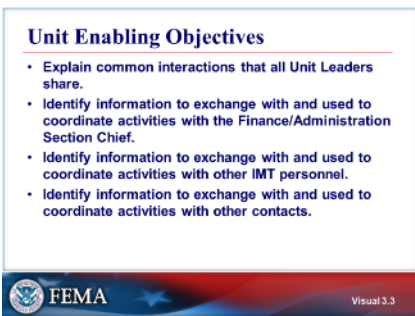 Unit Enabling Objectives
• Explain common interactions that all Unit Leaders
share.
• Identify information to exchange with and used to
coordinate activities with the Finance/Administration
Section Chief.
• Identify information to exchange with and used to
coordinate activities with other IMT personnel.
• Identify information to exchange with and used to
coordinate activities with other contacts.
FEMA
Visual 3.3